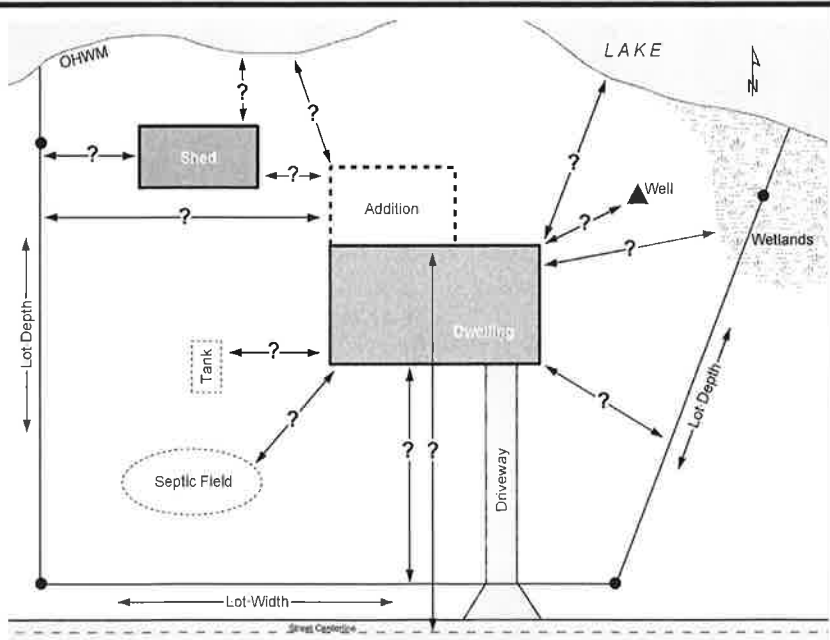 OHWM
LAKE
N
?
?
?
?
Shed
?
?
Well
?
Addition
?
?
Wetlands
Lot Depth
Dwelling
Tank
?
Lot Depth
?
?
?
?
Septic Field
Driveway
Lot Width
Street Centerline